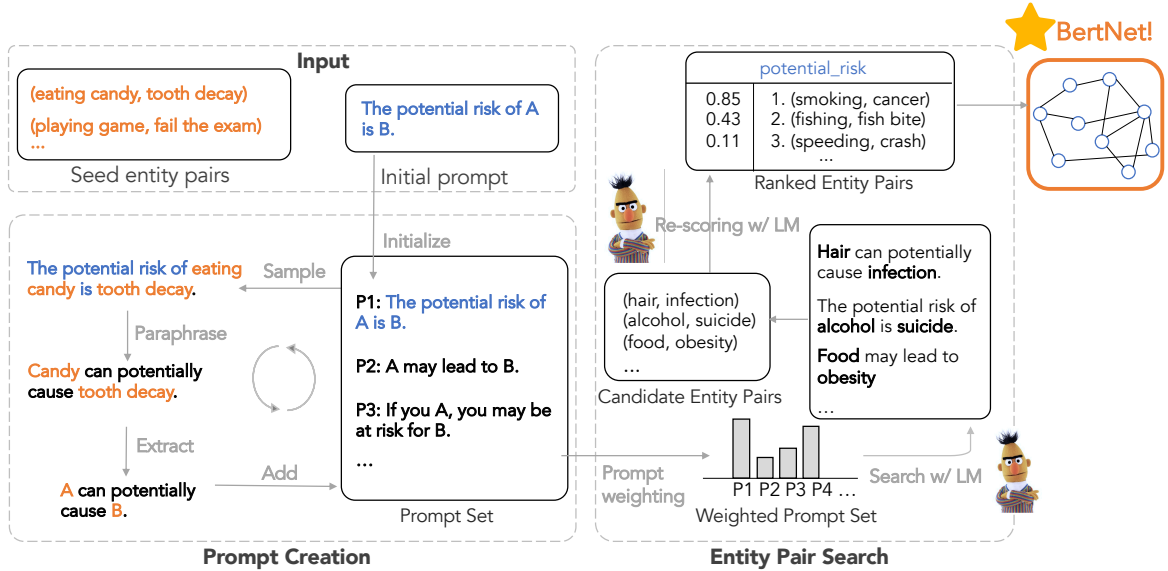 Input
(eating candy, tooth decay)
(playing game, fail the exam)
...
Seed entity pairs
The potential risk of A
is B.
Initial prompt
Initialize
Sample
The potential risk of eating
candy is tooth decay.
Paraphrase
Candy can potentially
cause tooth decay.
Extract
A can potentially
cause B.
Add
P1: The potential risk of
A is B.
P2: A may lead to B.
P3: If you A, you may be
at risk for B.
...
Prompt Set
Prompt Creation
BertNet!
potential_risk
0.85 1. (smoking, cancer)
0.43 2. (fishing, fish bite)
0.11 3. (speeding, crash)
...
Ranked Entity Pairs
Re-scoring w/ LM
(hair, infection)
(alcohol, suicide)
(food, obesity)
...
Candidate Entity Pairs
Hair can potentially
cause infection.
The potential risk of
alcohol is suicide.
Food may lead to
obesity
...
Prompt
weighting
P1 P2 P3 P4 ...
Weighted Prompt Set
Search w/ LM
Entity Pair Search